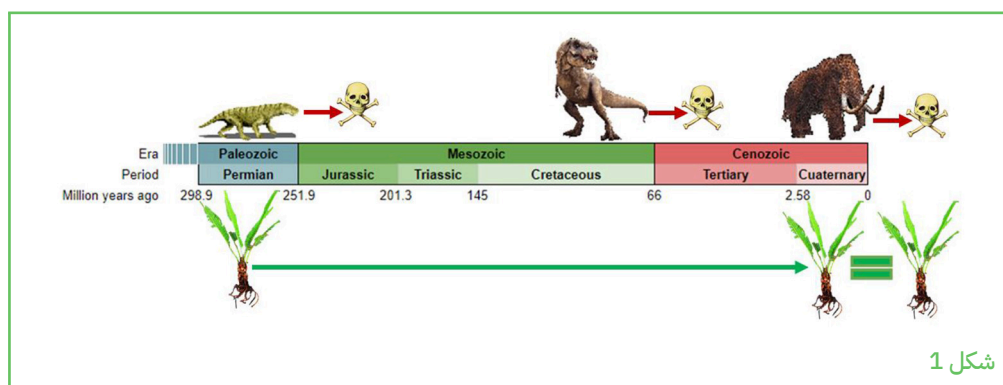 Era Paleozoic Mesozoic Cenozoic
Period Permian Jurassic Triassic Cretaceous Tertiary Cuaternary
Million years ago 298.9 251.9 201.3 145 66 2.58 0
شكل 1